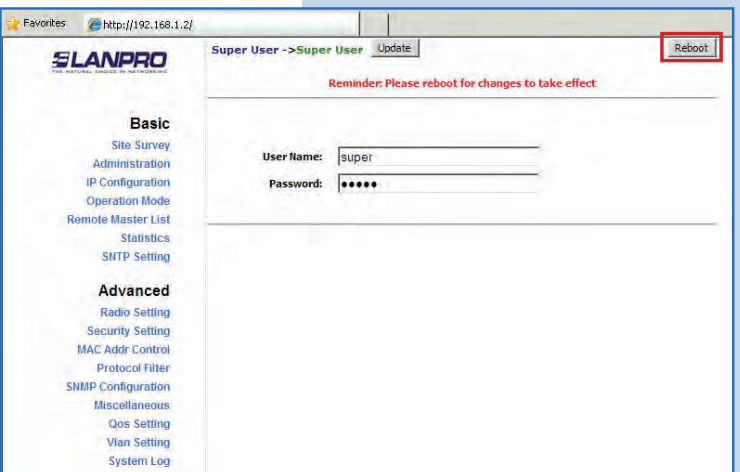 Favorites http://192.168.1.2/
LANPRO
THE NATURAL CHOICE IN NETWORKING
Super User ->Super User Update Reboot
Reminder: Please reboot for changes to take effect
Basic
Site Survey
Administration
IP Configuration
Operation Mode
Remote Master List
Statistics
SNTP Setting
User Name: super
Password: •••••
Advanced
Radio Setting
Security Setting
MAC Addr Control
Protocol Filter
SNMP Configuration
Miscellaneous
Qos Setting
Vlan Setting
System Log